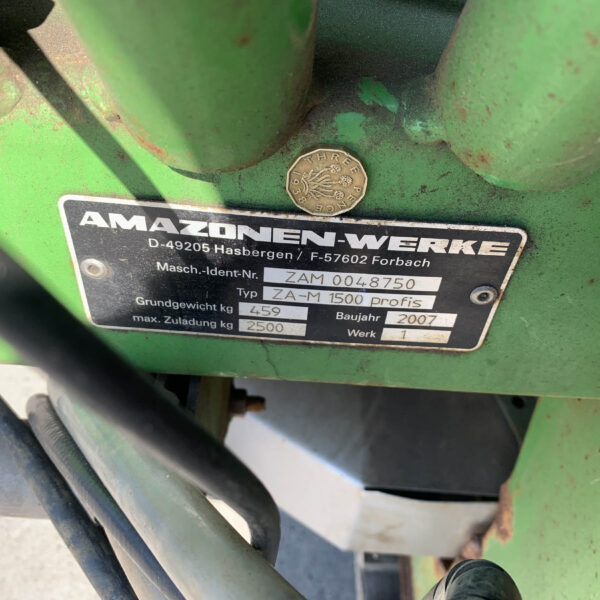 THREE PENCE 1938
AMAZONEN-WERKE
D-49205 Hasbergen / F-57602 Forbach
Masch.-Ident-Nr. ZAM 0048750
Typ ZA-M 1500 profis
Grundgewicht kg 459 Baujahr 2007
max. Zuladung kg 2500 Werk 1